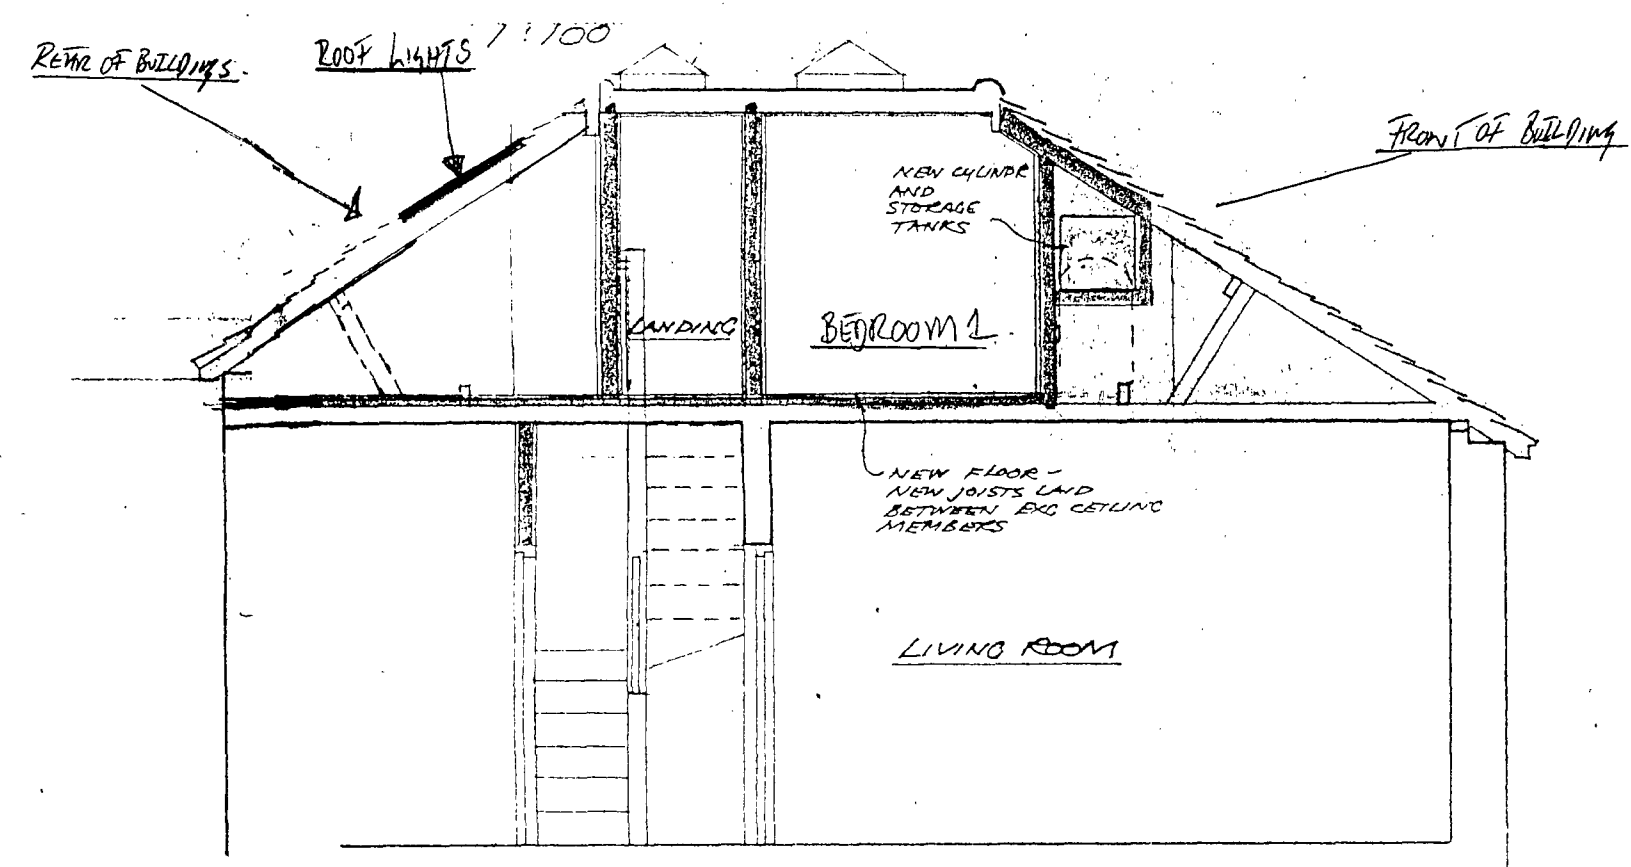 REAR OF BUILDINGS.
ROOF LIGHTS
1:100
FRONT OF BUILDING
NEW CYLINDR
AND
STORAGE
TANKS
LANDING
BEDROOM 1.
NEW FLOOR -
NEW JOISTS LAID
BETWEEN EXG CEILING
MEMBERS
LIVING ROOM